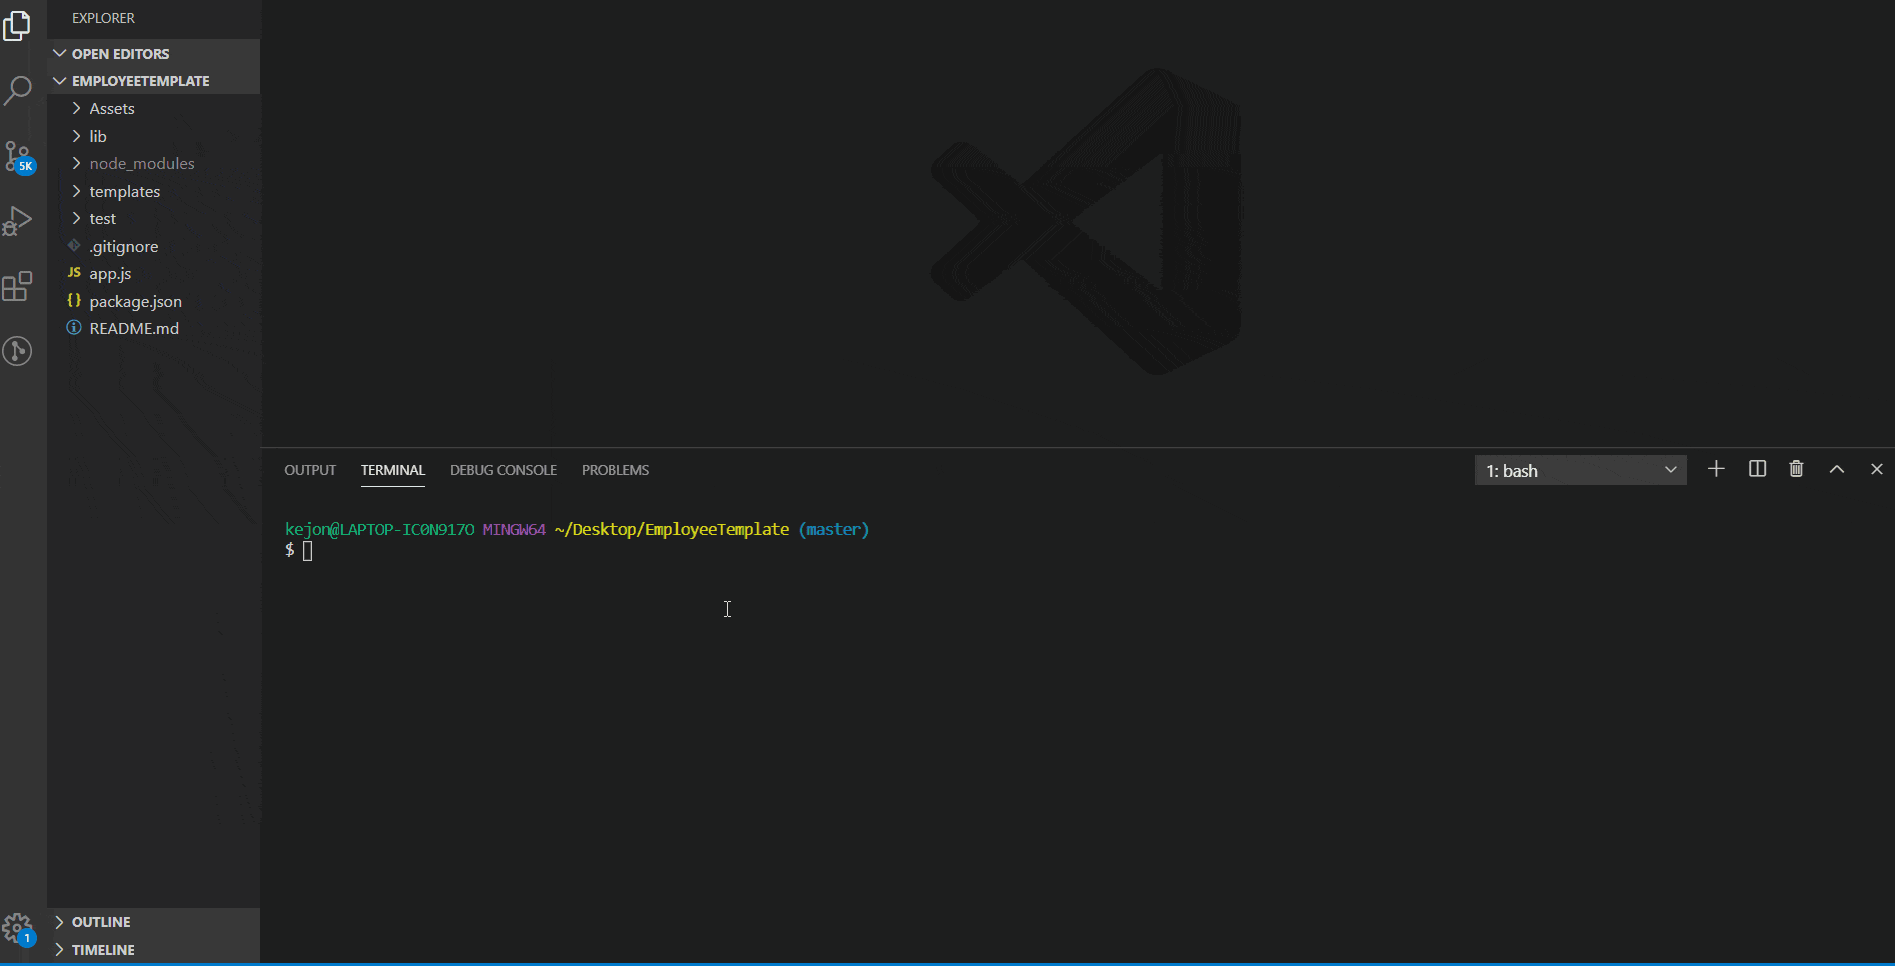 EXPLORER
OPEN EDITORS
EMPLOYEETEMPLATE
Assets
lib
node_modules
templates
test
.gitignore
JS app.js
{} package.json
README.md
5K
1
OUTLINE
TIMELINE
OUTPUT TERMINAL DEBUG CONSOLE PROBLEMS 1: bash
kejon@LAPTOP-IC0N917O MINGW64 ~/Desktop/EmployeeTemplate (master)
$